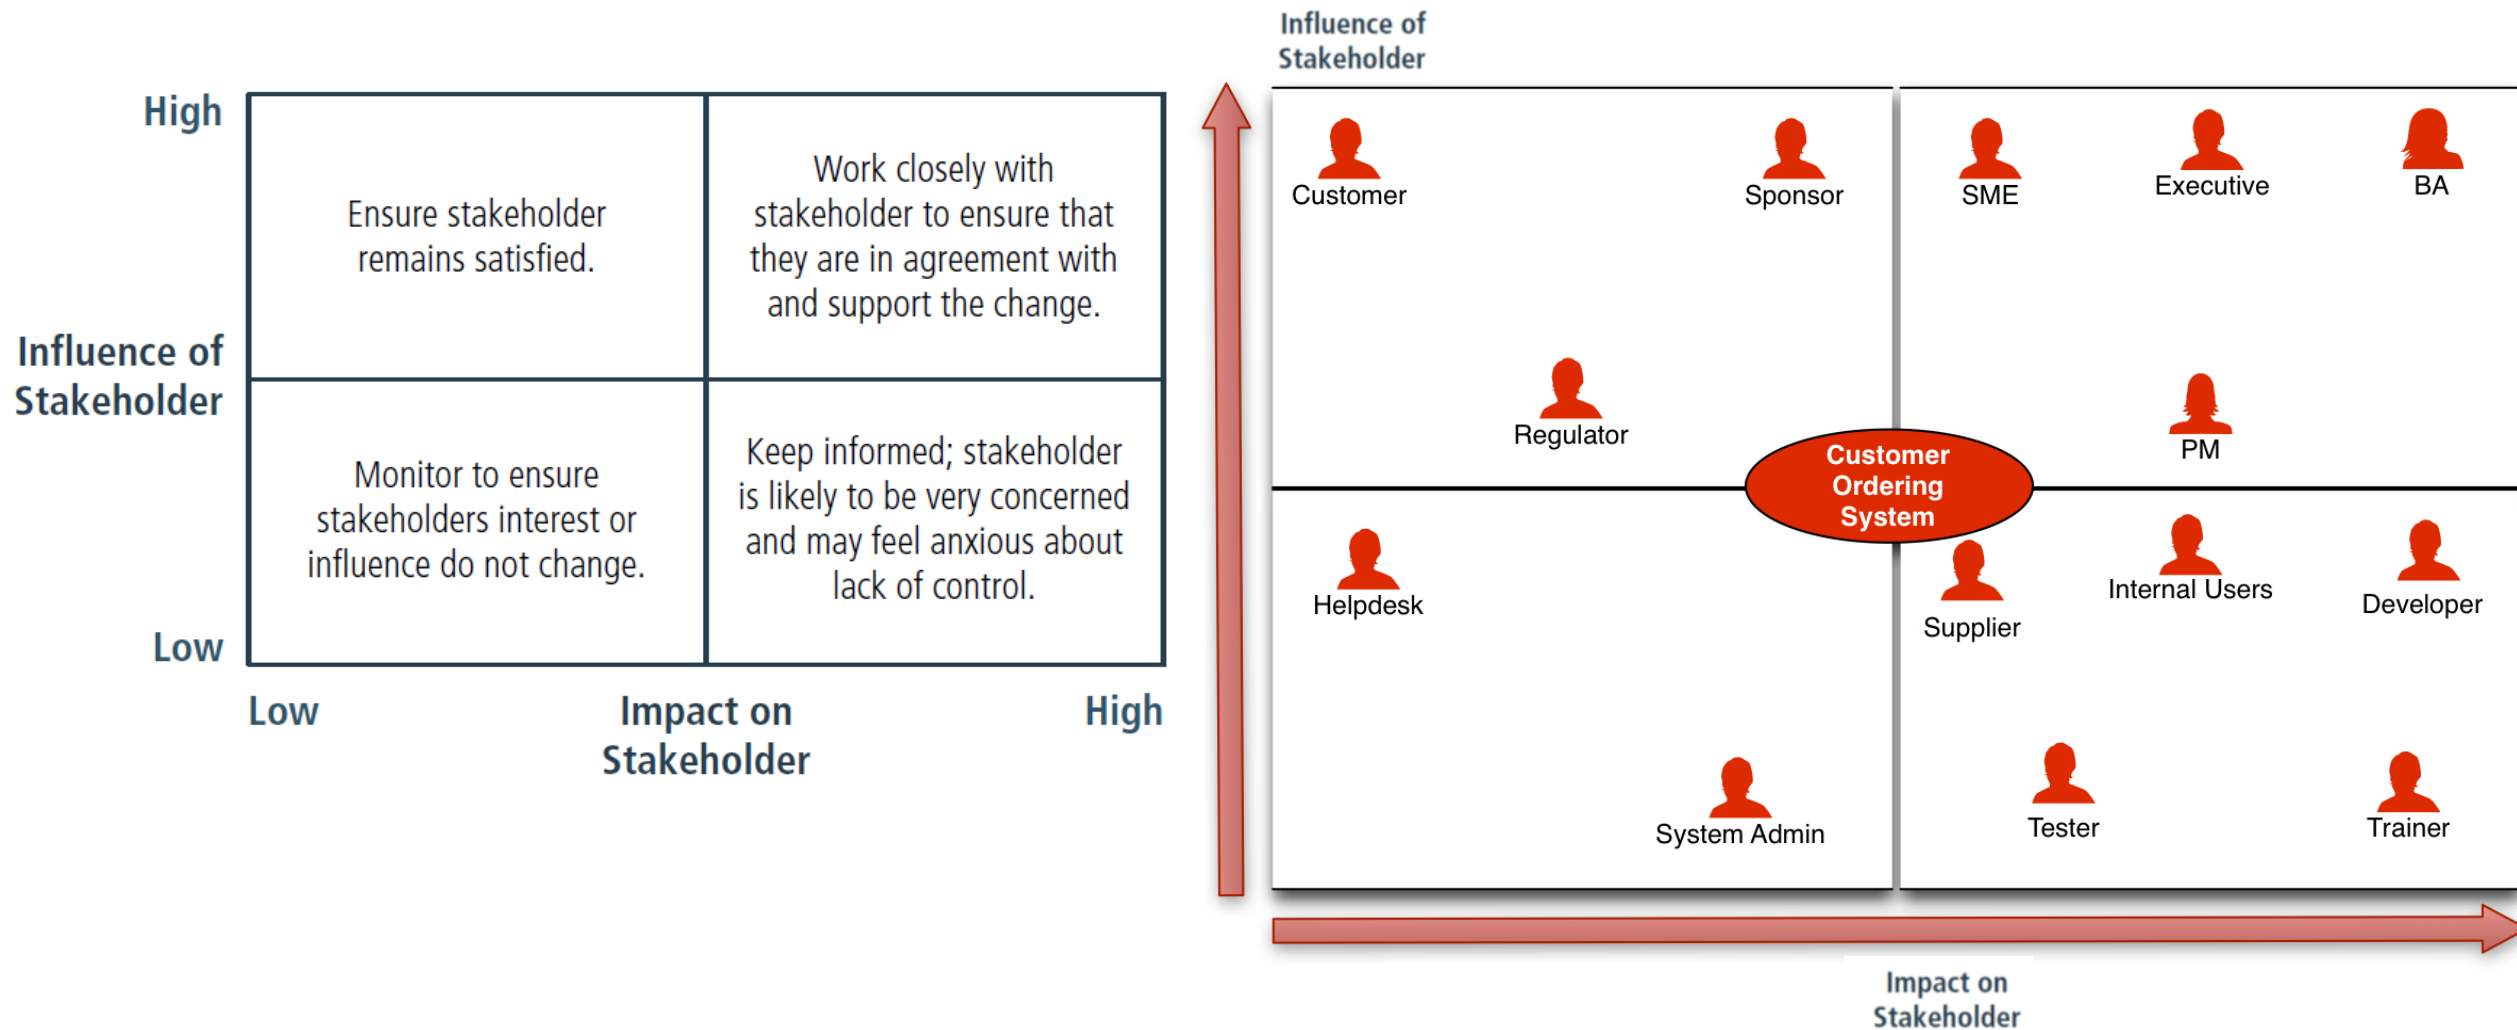 High
Ensure stakeholder
remains satisfied.
Work closely with
stakeholder to ensure that
they are in agreement with
and support the change.
Influence of
Stakeholder
Monitor to ensure
stakeholders interest or
influence do not change.
Keep informed; stakeholder
is likely to be very concerned
and may feel anxious about
lack of control.
Low
Low
Impact on
Stakeholder
High
Influence of
Stakeholder
Customer
Sponsor
SME
Executive
BA
Regulator
PM
Customer
Ordering
System
Helpdesk
Supplier
Internal Users
Developer
System Admin
Tester
Trainer
Impact on
Stakeholder